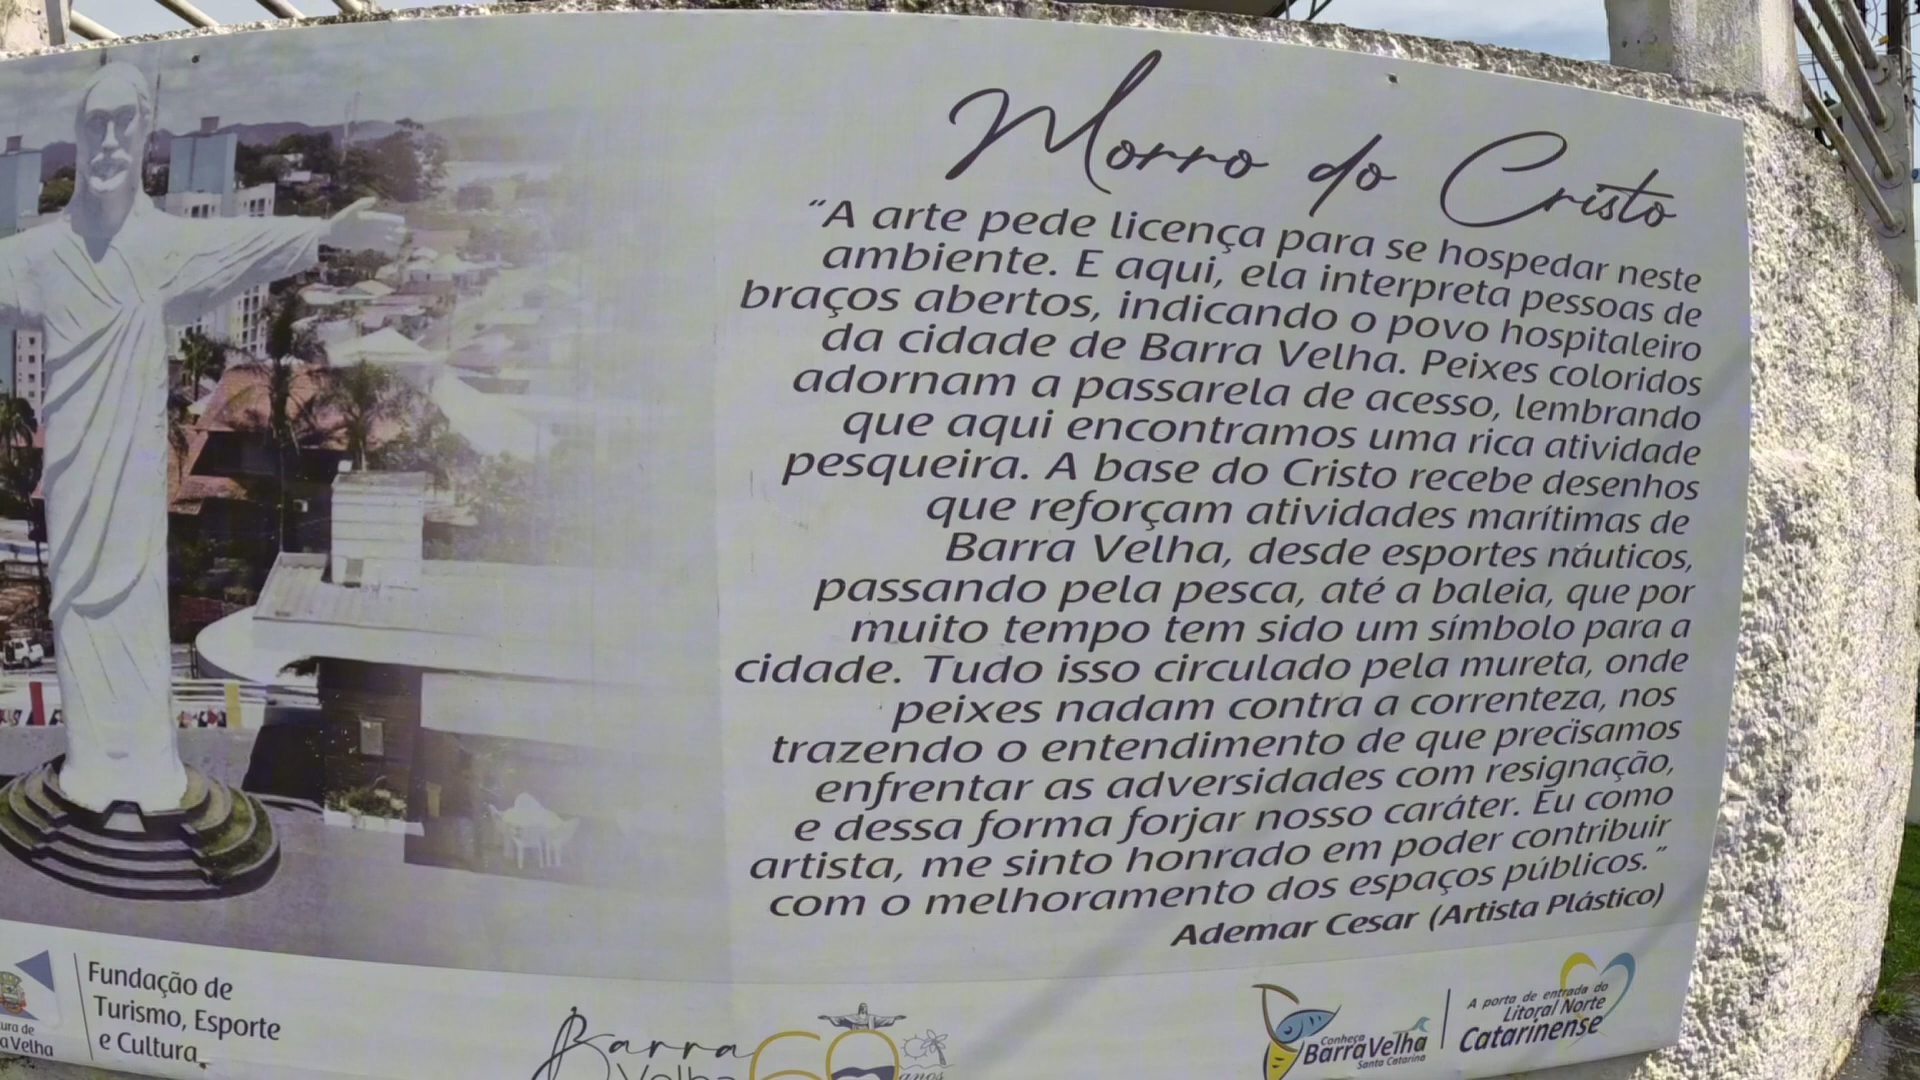 Morro do Cristo
“A arte pede licença para se hospedar neste
ambiente. E aqui, ela interpreta pessoas de
braços abertos, indicando o povo hospitaleiro
da cidade de Barra Velha. Peixes coloridos
adornam a passarela de acesso, lembrando
que aqui encontramos uma rica atividade
pesqueira. A base do Cristo recebe desenhos
que reforçam atividades marítimas de
Barra Velha, desde esportes náuticos,
passando pela pesca, até a baleia, que por
muito tempo tem sido um símbolo para a
cidade. Tudo isso circulado pela mureta, onde
peixes nadam contra a correnteza, nos
trazendo o entendimento de que precisamos
enfrentar as adversidades com resignação,
e dessa forma forjar nosso caráter. Eu como
artista, me sinto honrado em poder contribuir
com o melhoramento dos espaços públicos.”
Ademar Cesar (Artista Plástico)
ura de
a Velha
Fundação de
Turismo, Esporte
e Cultura
Barra
Velha
60
anos
Conheça
Barra Velha
Santa Catarina
A porta de entrada do
Litoral Norte
Catarinense